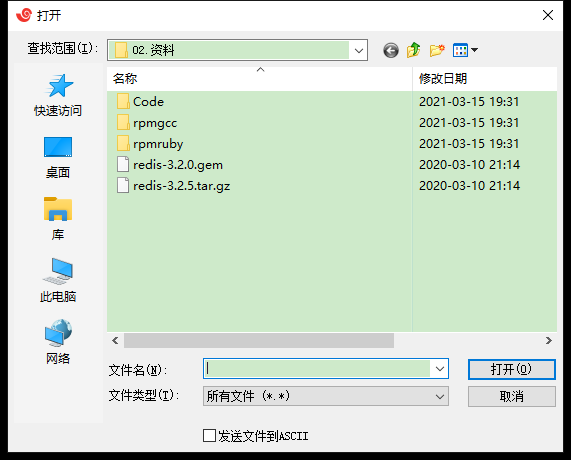 打开
查找范围(I):
02.资料
快速访问
桌面
库
此电脑
网络
名称 修改日期
Code 2021-03-15 19:31
rpmgcc 2021-03-15 19:31
rpmruby 2021-03-15 19:31
redis-3.2.0.gem 2020-03-10 21:14
redis-3.2.5.tar.gz 2020-03-10 21:14
文件名(N):
打开(O)
文件类型(T):
所有文件 (*.*)
取消
发送文件到ASCII